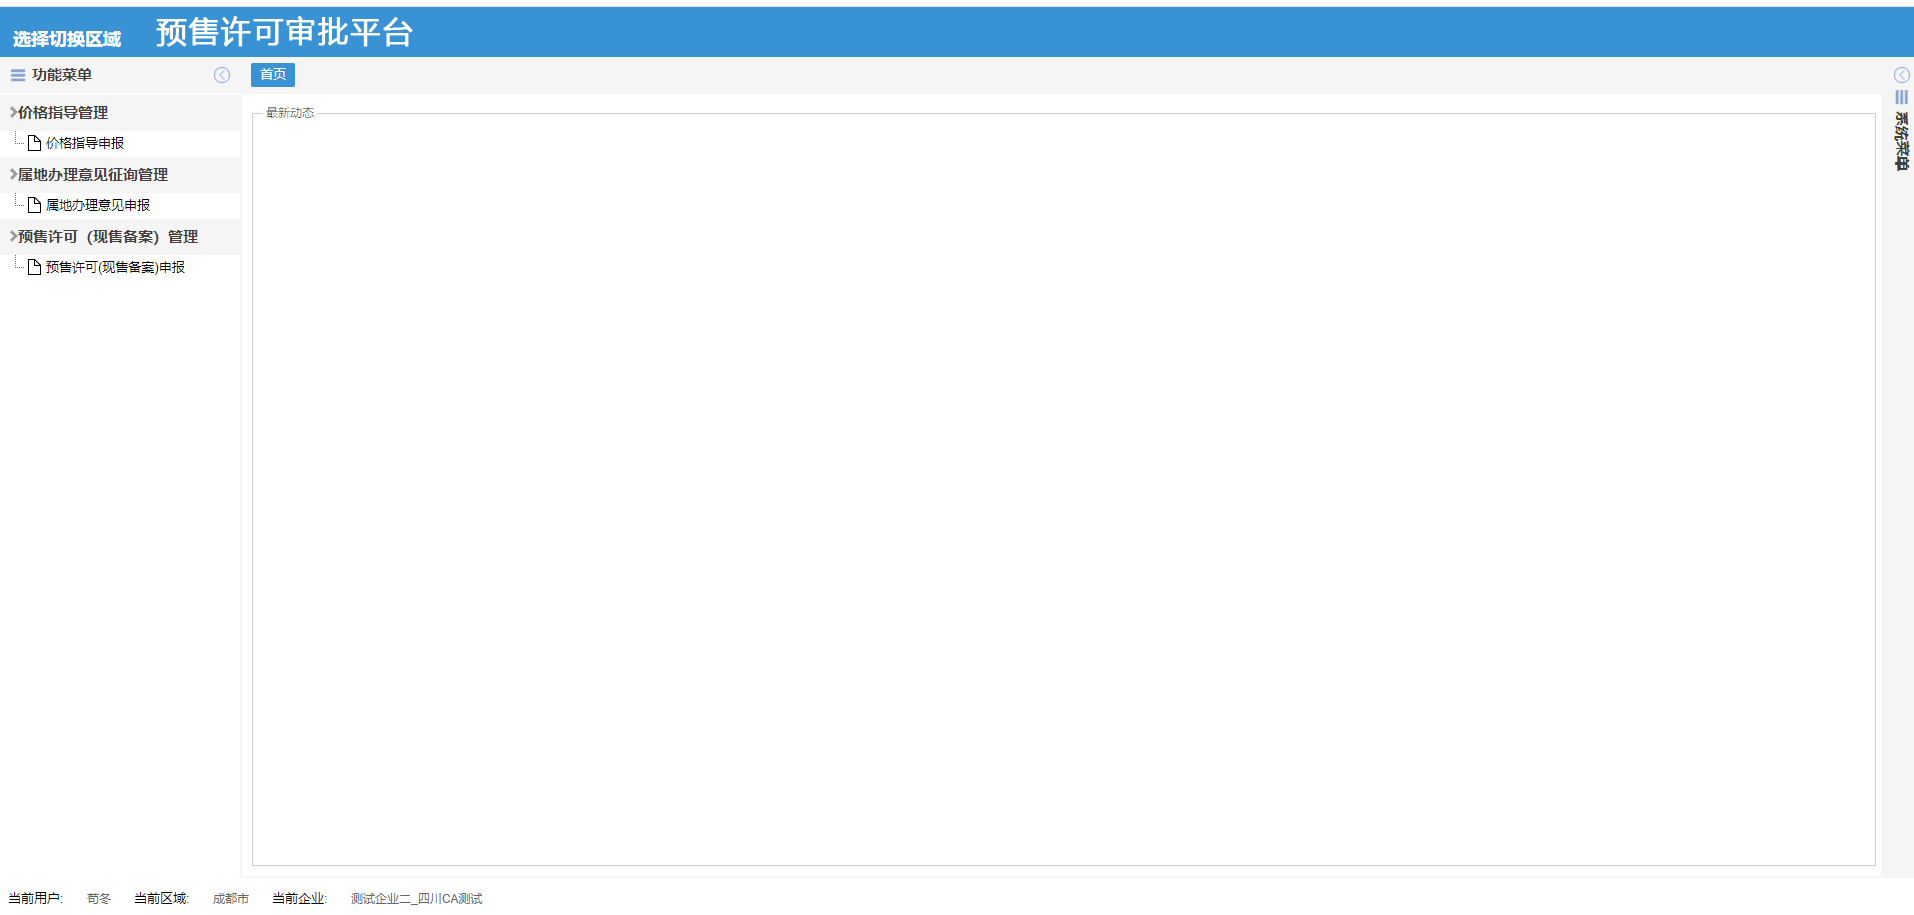 选择切换区域
预售许可审批平台
功能菜单
首页
价格指导管理
价格指导申报
属地办理意见征询管理
属地办理意见申报
预售许可（现售备案）管理
预售许可(现售备案)申报
最新动态
系统菜单
当前用户: 苟冬 当前区域: 成都市 当前企业: 测试企业二_四川CA测试